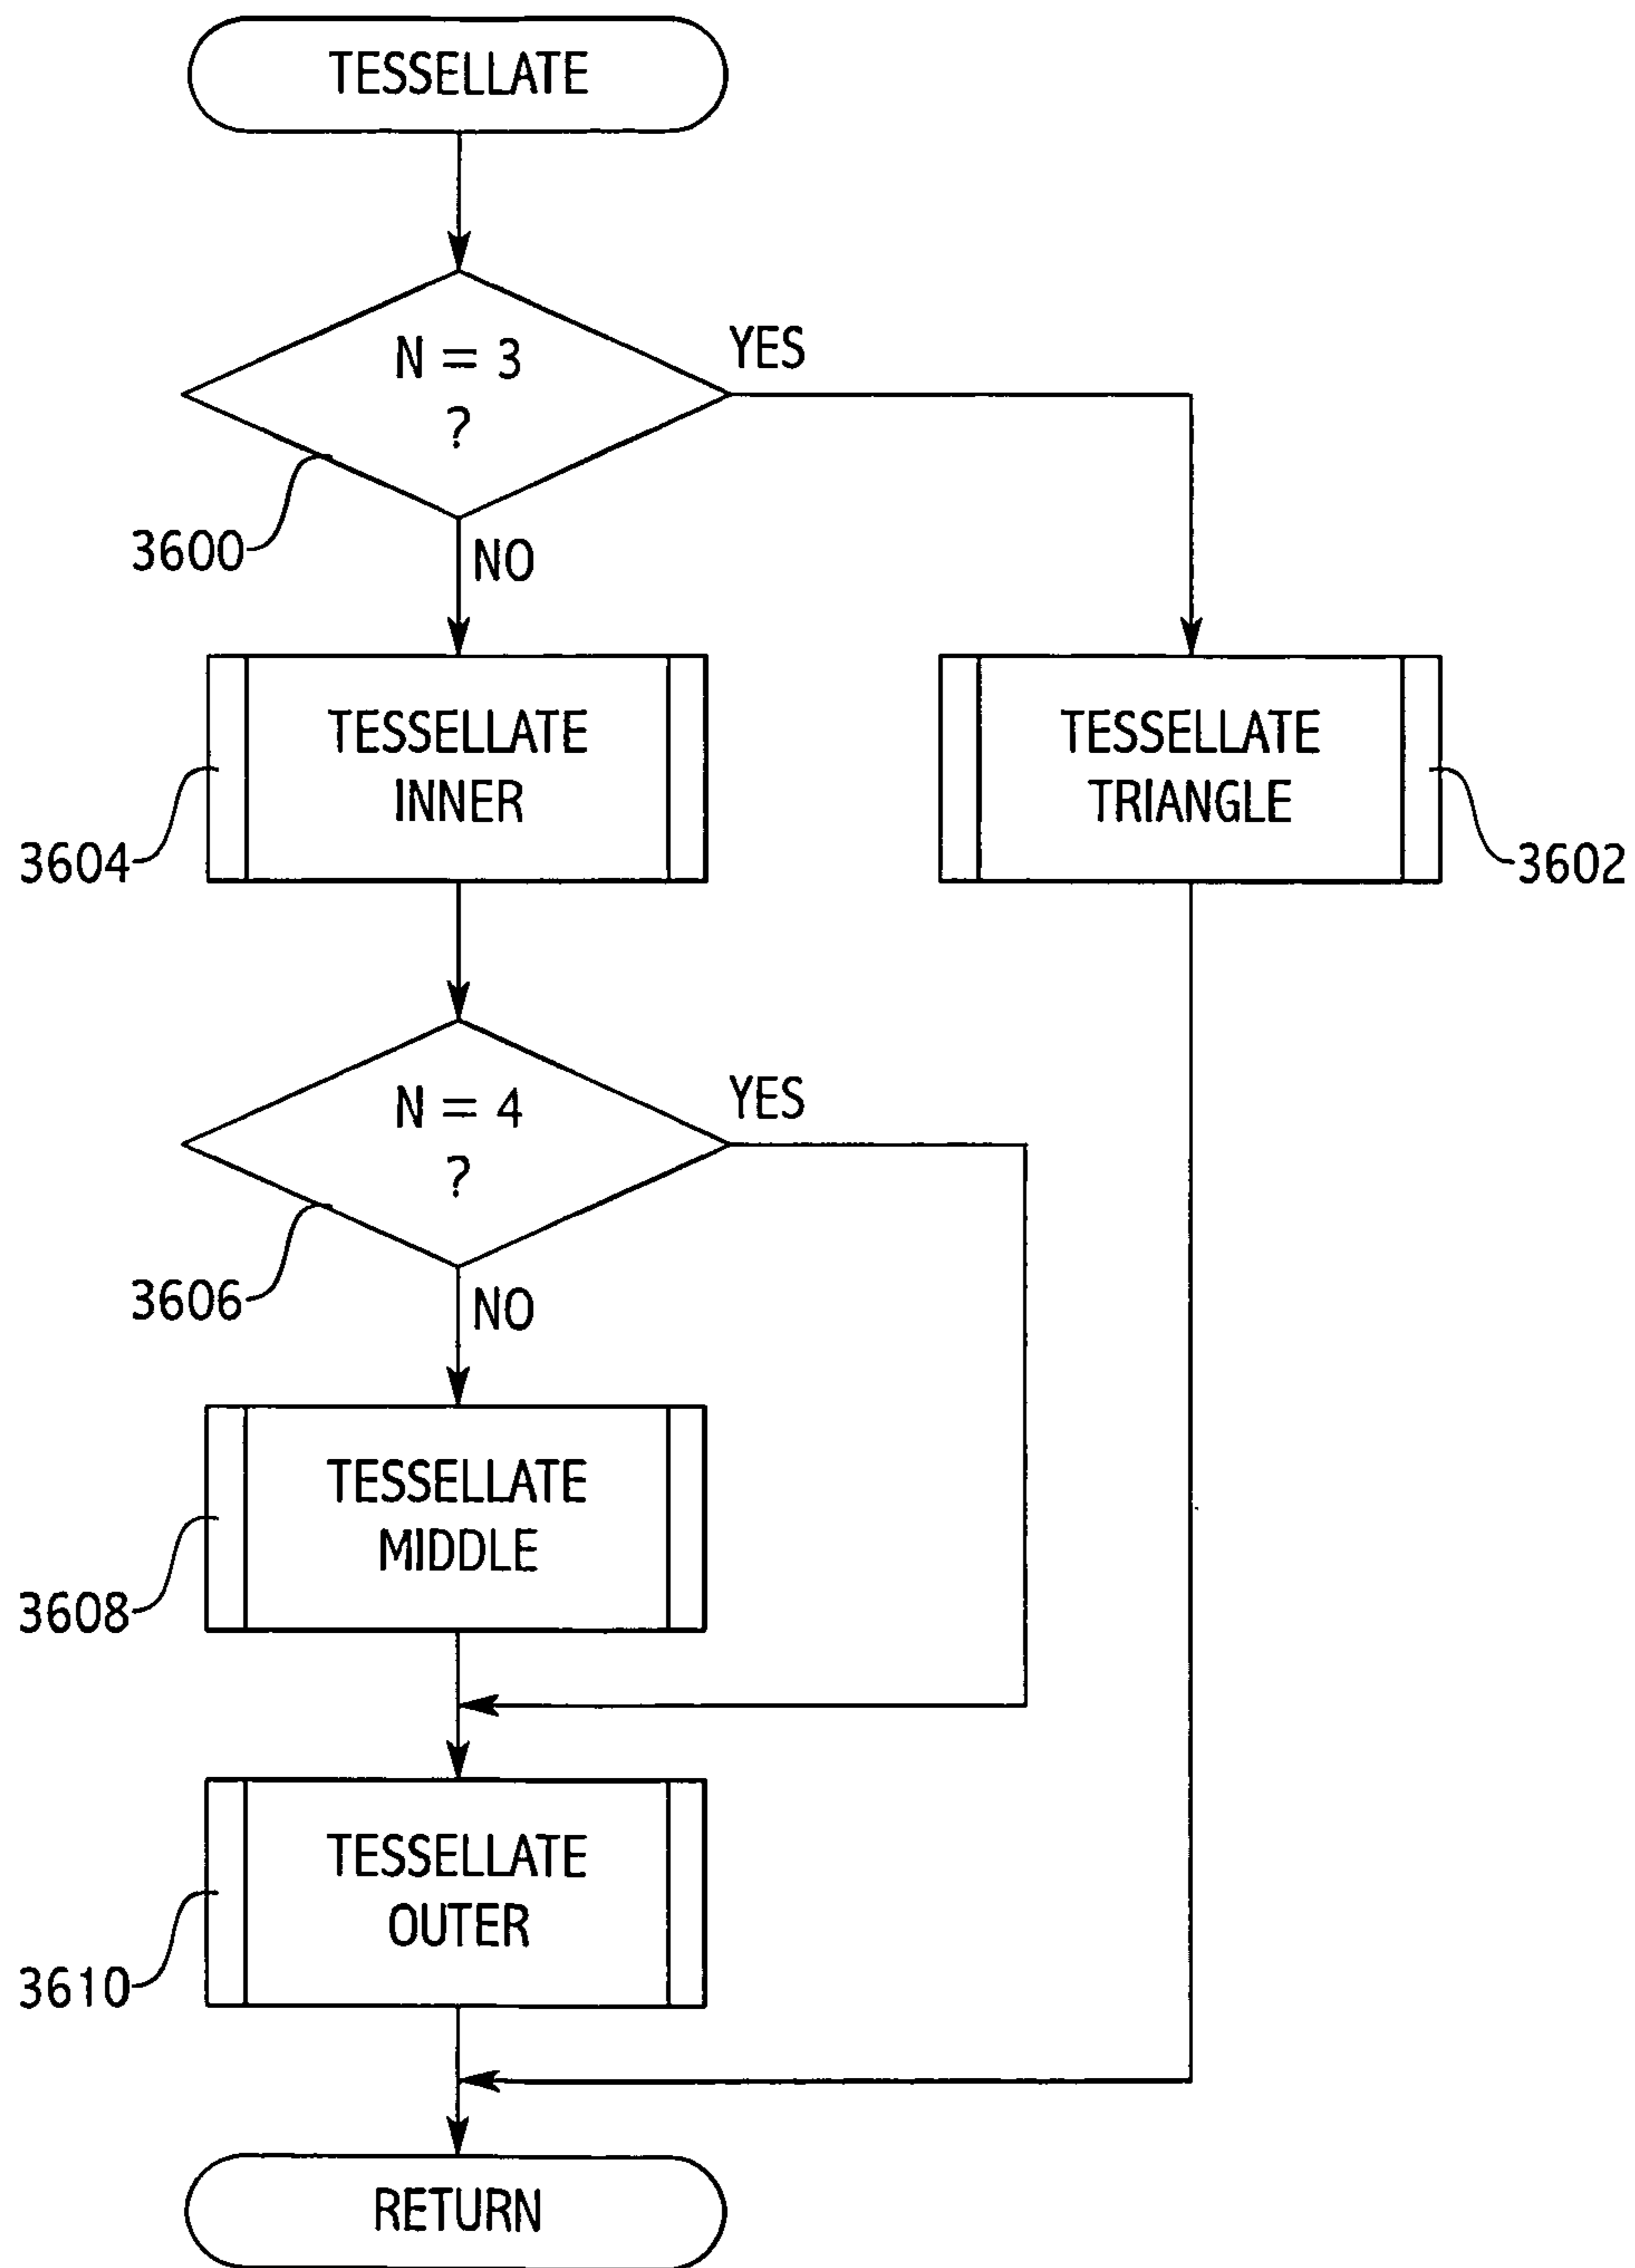 TESSELLATE
N = 3
?
YES
3600
NO
TESSELLATE
INNER
3604
TESSELLATE
TRIANGLE
3602
N = 4
?
YES
3606
NO
TESSELLATE
MIDDLE
3608
TESSELLATE
OUTER
3610
RETURN